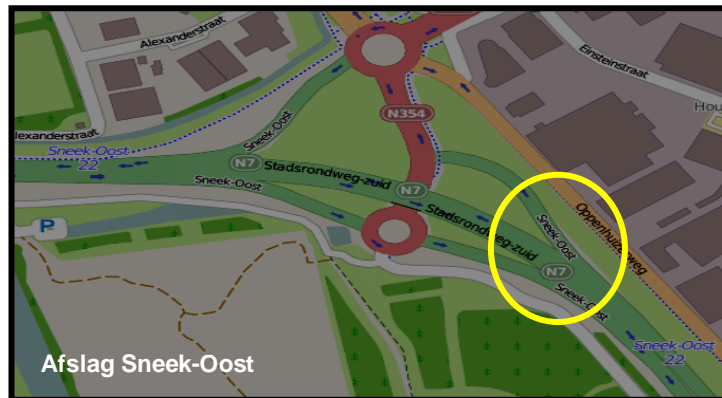 Alexanderstraat
Alexanderstraat
Einsteinstraat
Hou
N354
Sneek-Oost
Sneek-Oost
22
N7
Stadsrondweg-zuid
N7
Sneek-Oost
Stadsrondweg-zuid
Sneek-Oost
Oppenhuizerweg
P
N7
Sneek-Oost
Sneek-Oost
22
Afslag Sneek-Oost